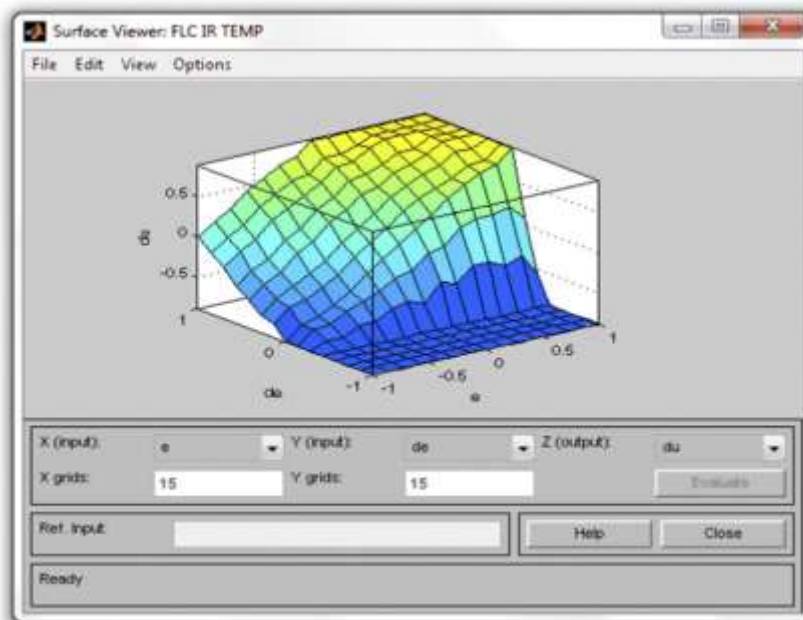 Surface Viewer: FLC IR TEMP
File Edit View Options
0.5
0
-0.5
du
1
0
-1
de
-1
-0.5
0
0.5
1
e
X (input): e Y (input): de Z (output): du
X grids: 15 Y grids: 15 Evaluate
Ref. Input Help Close
Ready